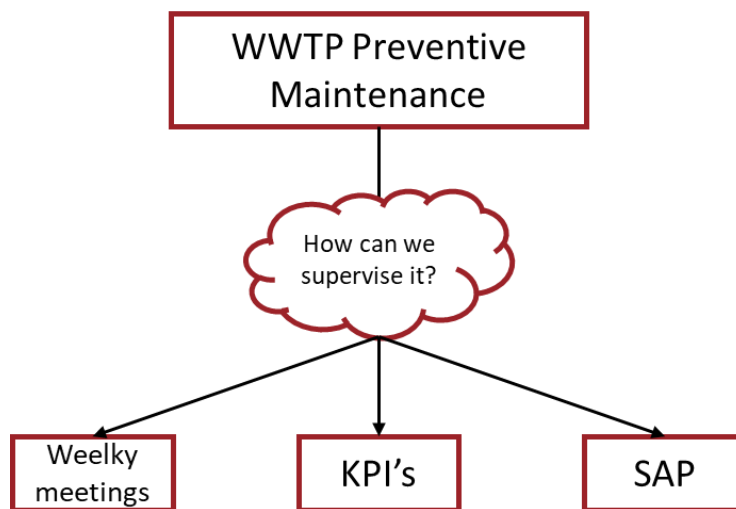 WWTP Preventive
Maintenance
How can we
supervise it?
Weelky
meetings
KPI's
SAP